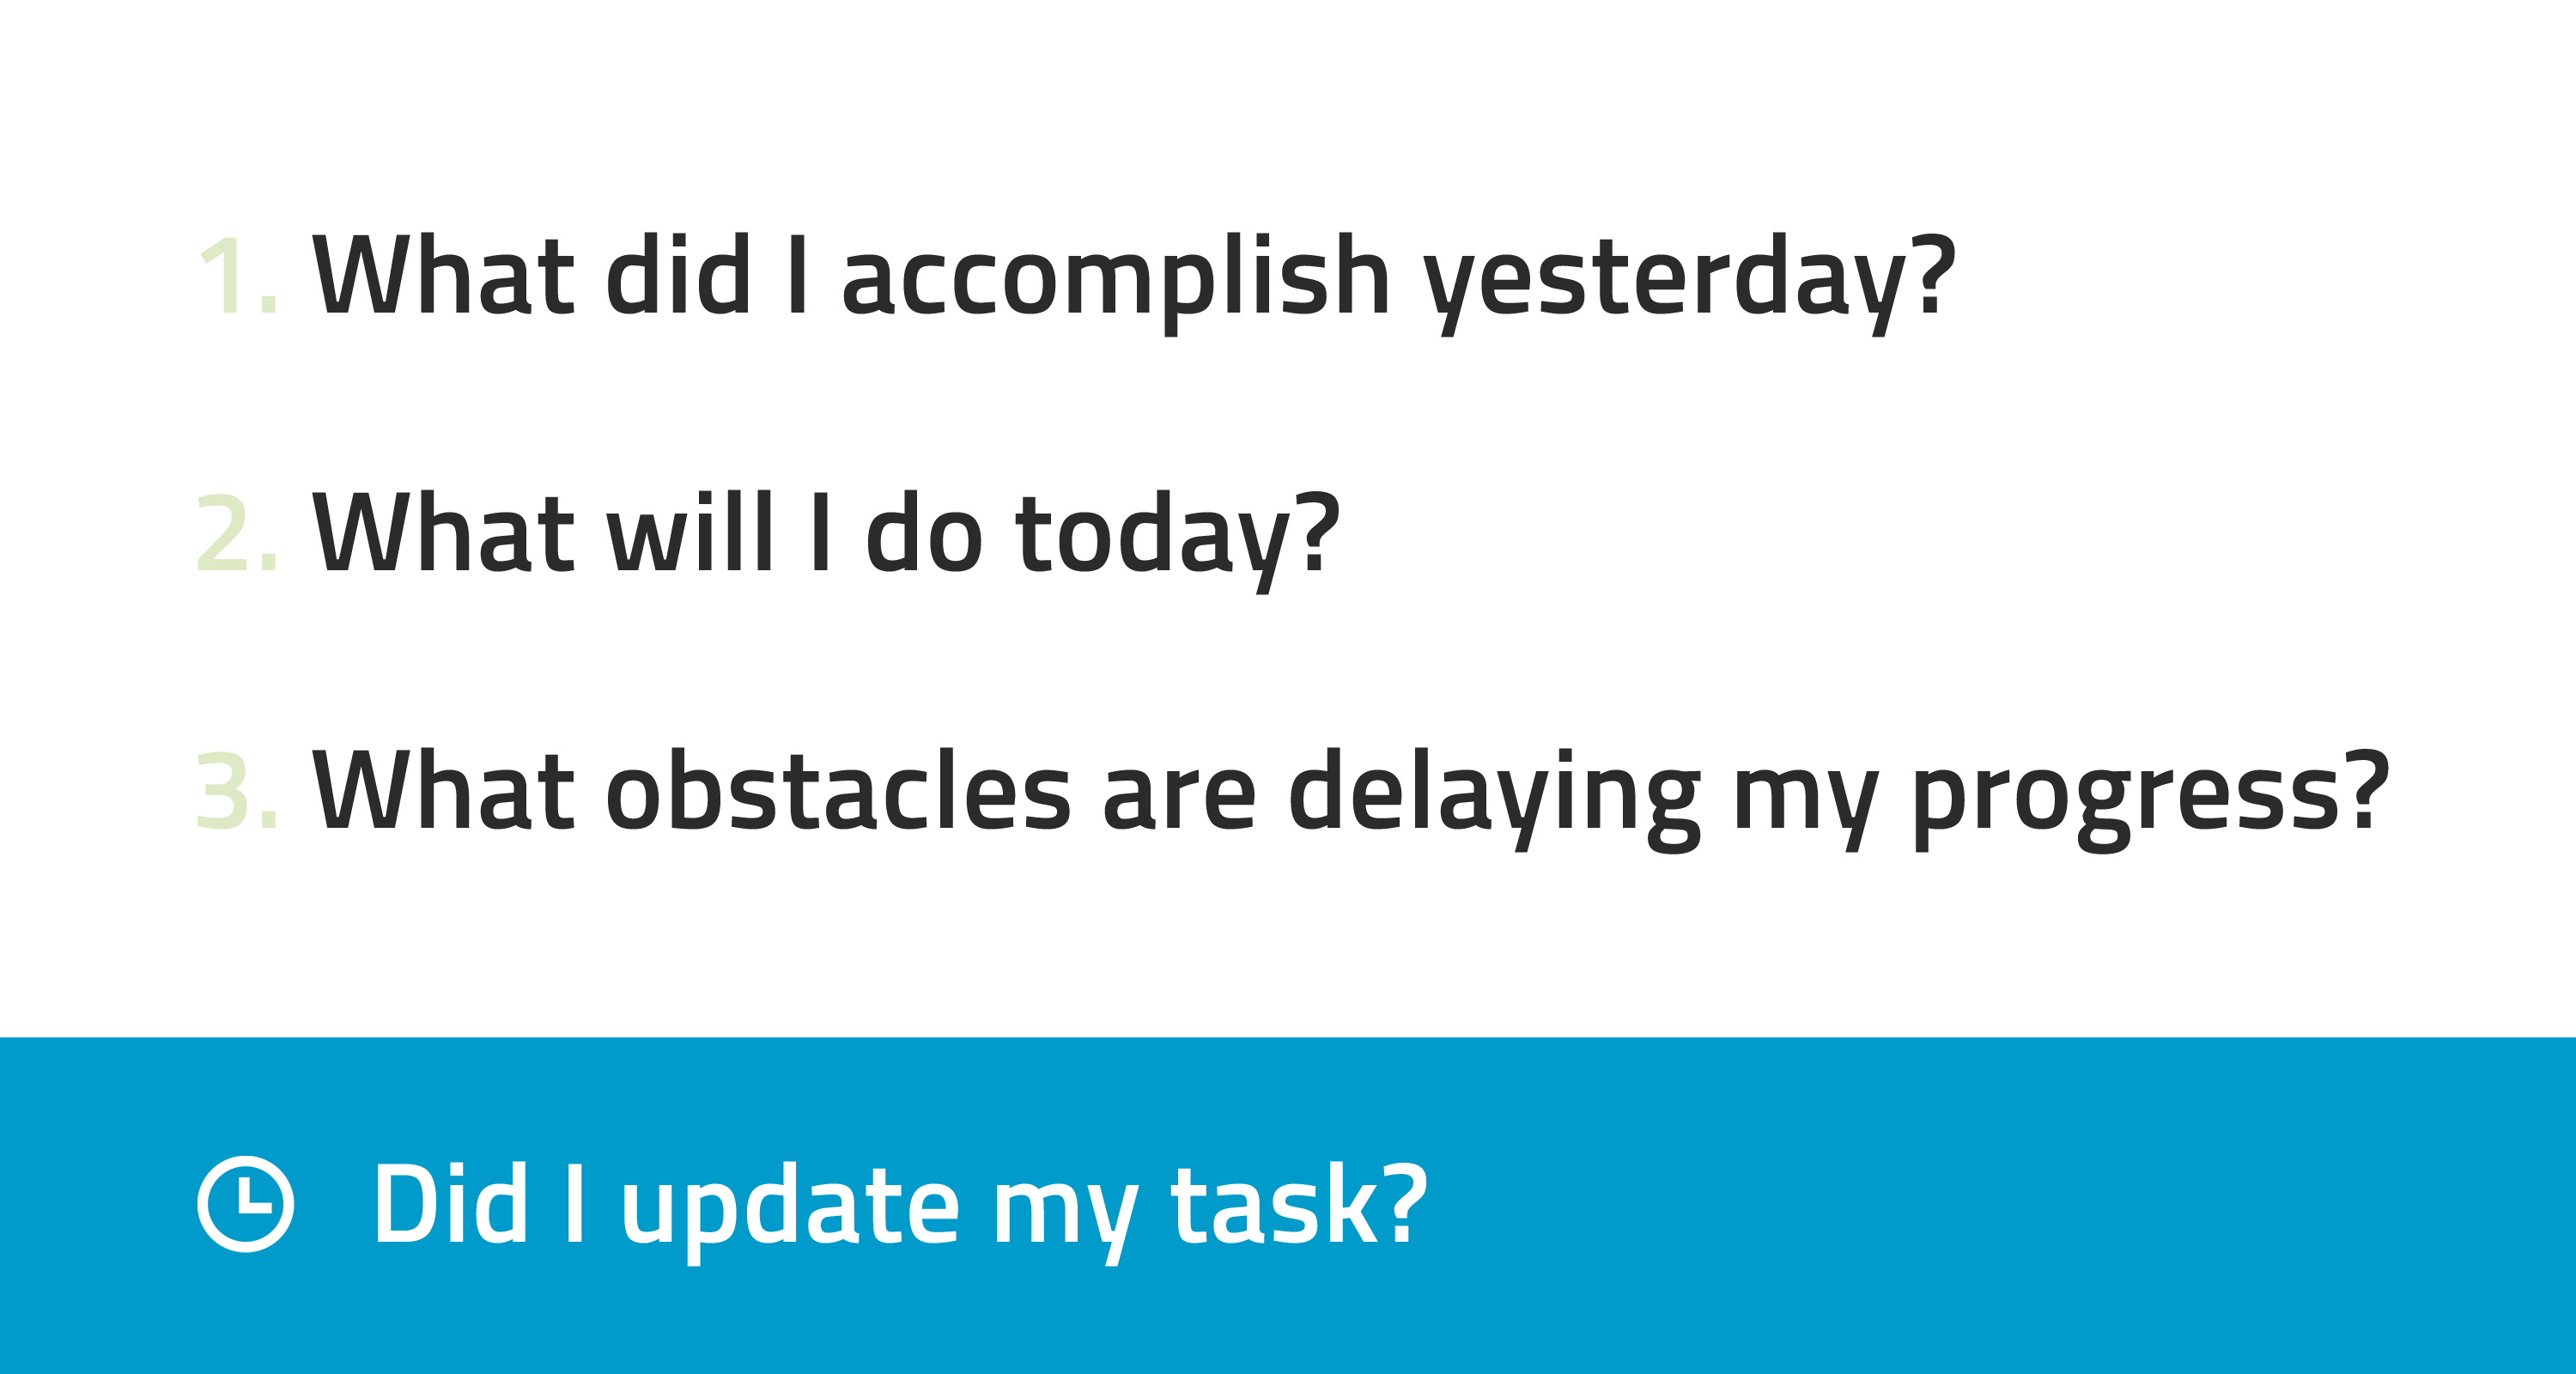 1. What did I accomplish yesterday?
2. What will I do today?
3. What obstacles are delaying my progress?
Did I update my task?